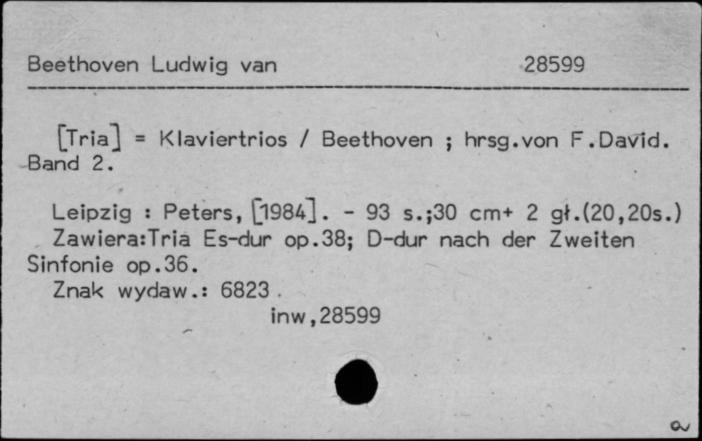 Beethoven Ludwig van 28599
[Tria] = Klaviertrios / Beethoven ; hrsg.von F.David.
Band 2.
Leipzig : Peters, [1984]. - 93 s.;30 cm+ 2 gł.(20,20s.)
Zawiera:Tria Es-dur op.38; D-dur nach der Zweiten
Sinfonie op.36.
Znak wydaw.: 6823.
inw,28599